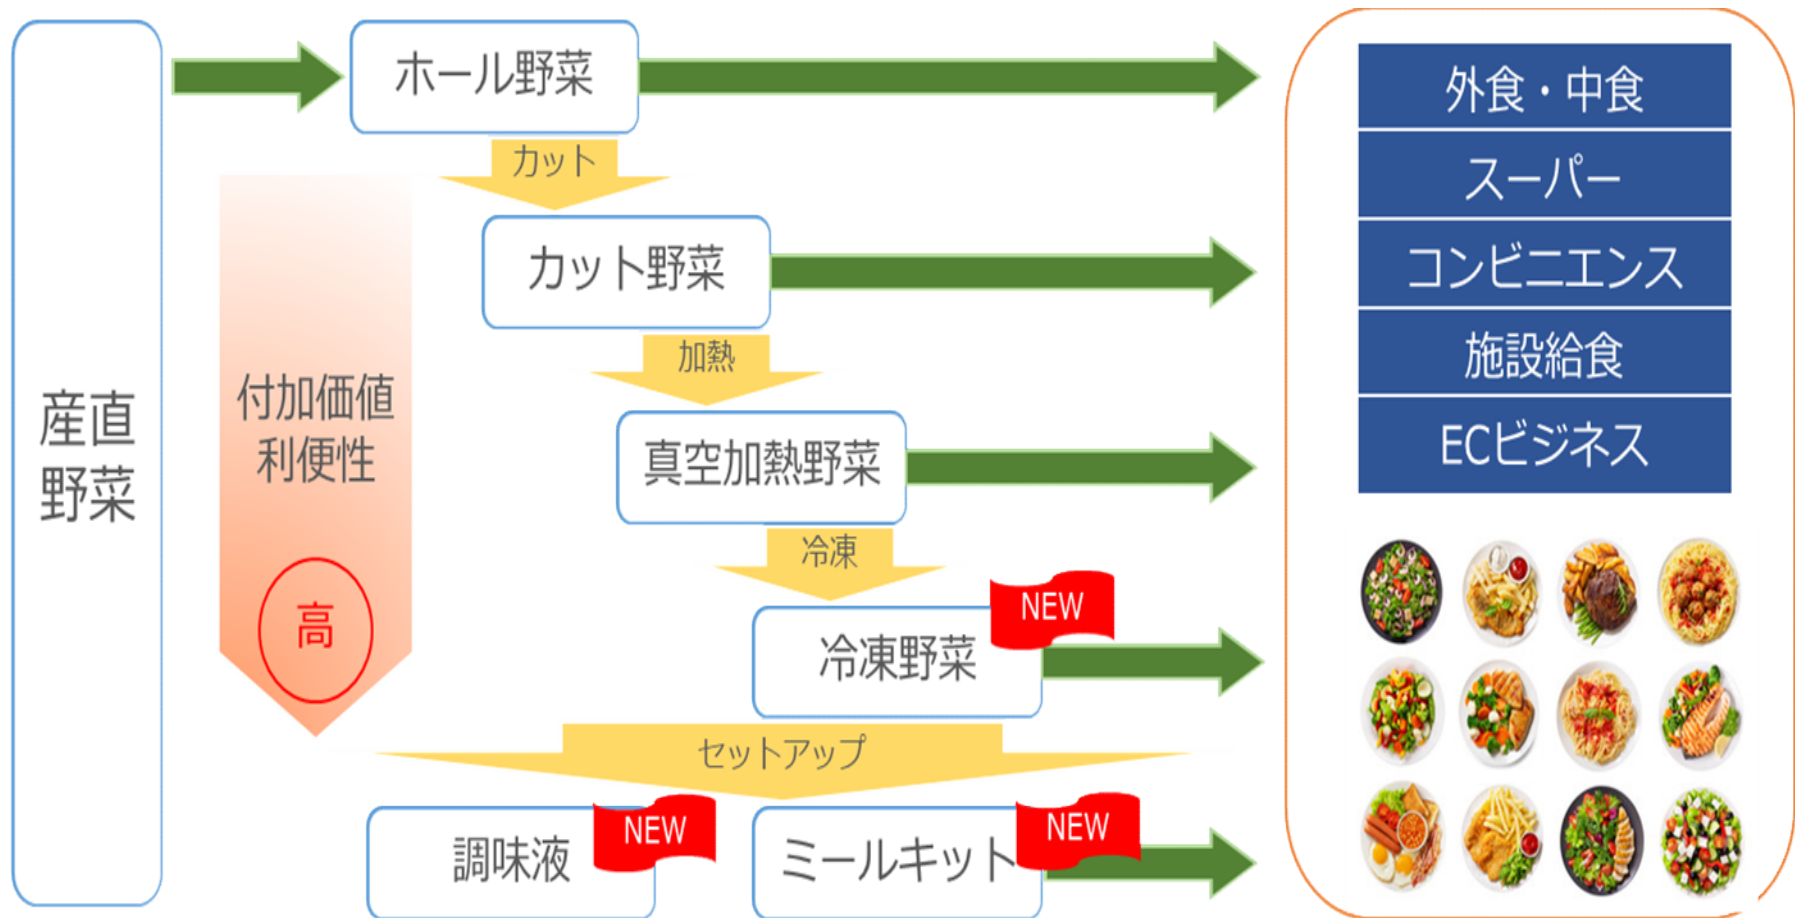 産直
野菜
ホール野菜
カット
カット野菜
加熱
真空加熱野菜
冷凍
冷凍野菜
NEW
付加価値
利便性
高
セットアップ
調味液
NEW
ミールキット
NEW
外食・中食
スーパー
コンビニエンス
施設給食
ECビジネス